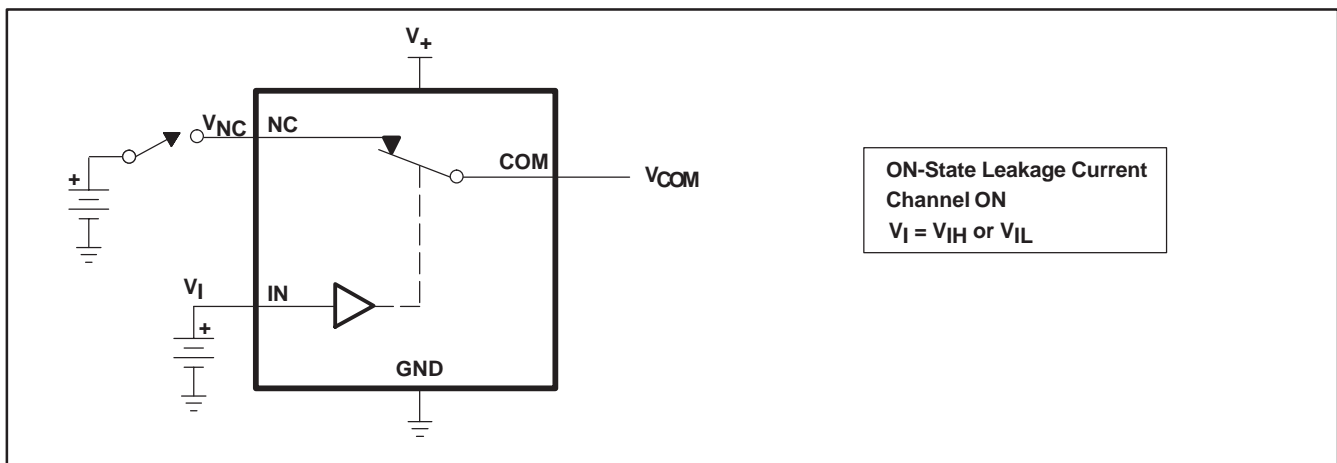 V+
VNC NC
COM
VCOM
+
VI IN
+
GND
ON-State Leakage Current
Channel ON
VI = VIH or VIL